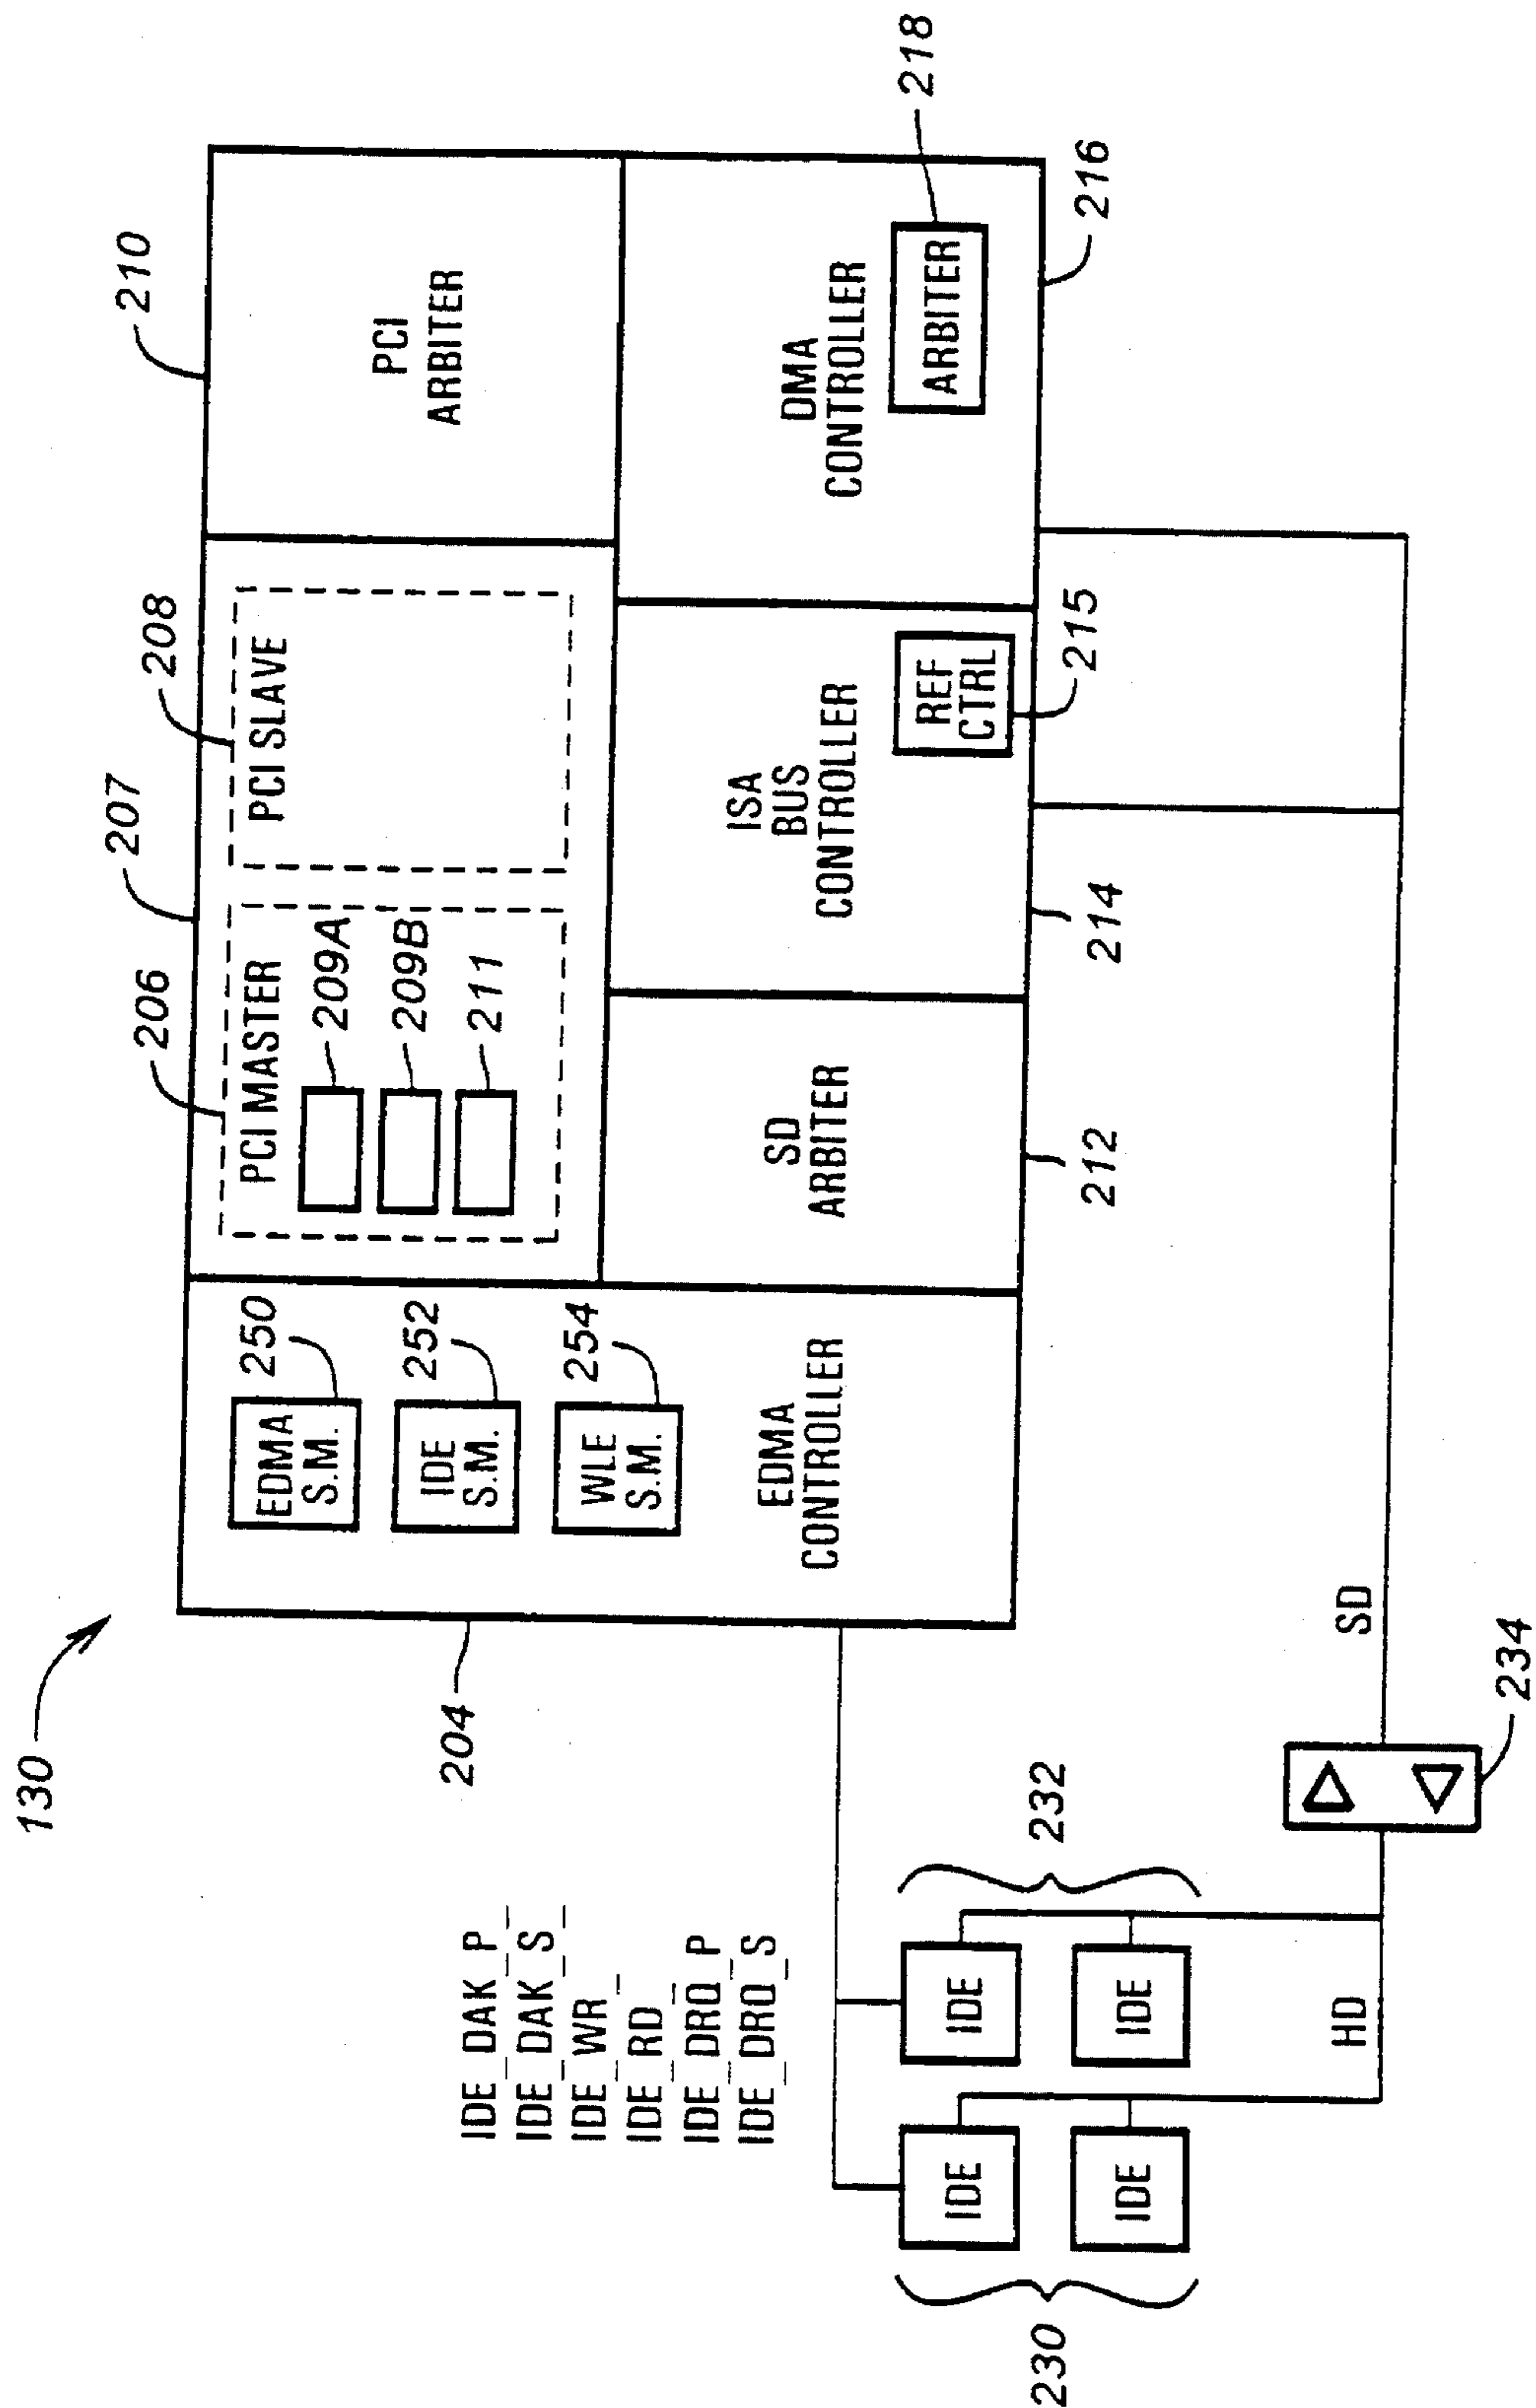 130
204
206
207
208
210
EDMA
S.M.
250
IDE
S.M.
252
WLE
S.M.
254
EDMA
CONTROLLER
PCI MASTER
209A
209B
211
PCI SLAVE
PCI
ARBITER
SD
ARBITER
212
ISA
BUS
CONTROLLER
REF
CTRL
215
214
DMA
CONTROLLER
ARBITER
218
216
IDE_DAK_P_
IDE_DAK_S_
IDE_WR_
IDE_RD_
IDE_DRQ_P
IDE_DRQ_S
IDE
IDE
IDE
IDE
230
232
HD
SD
234